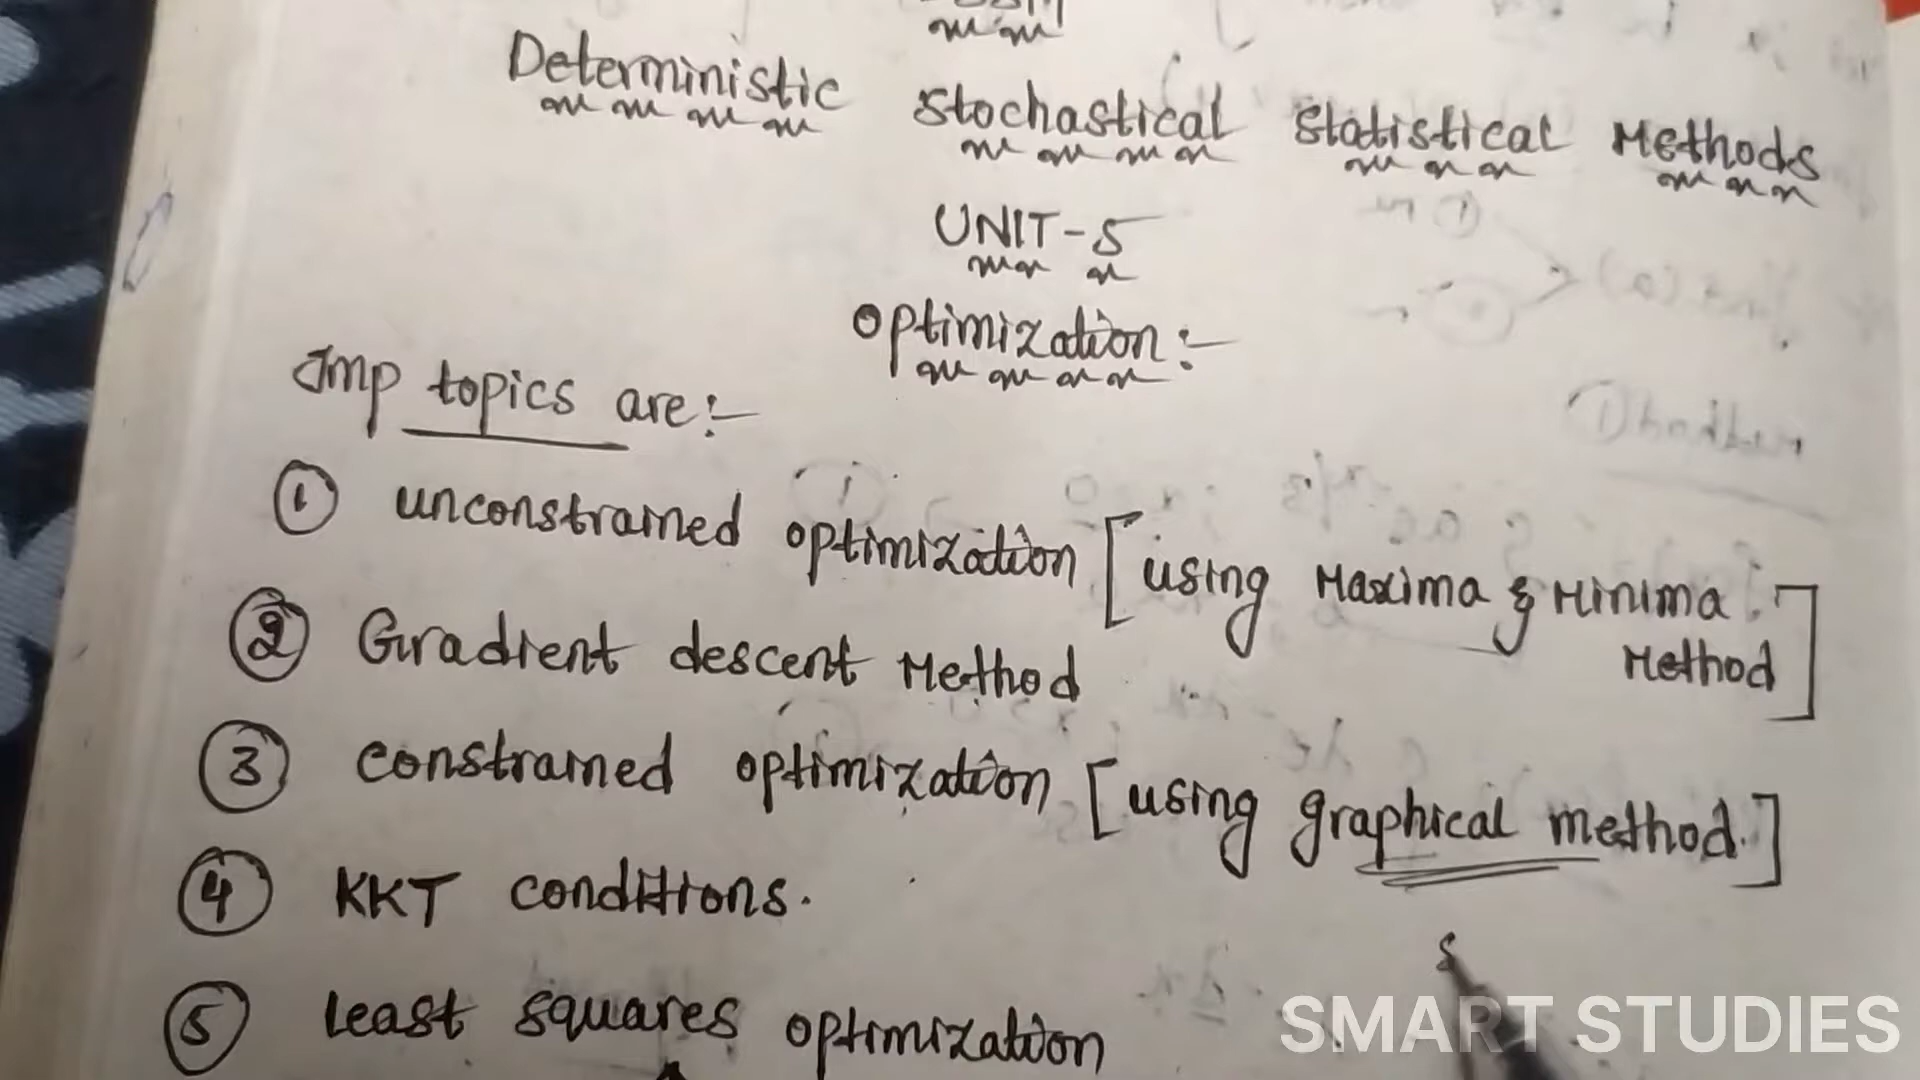 Deterministic Stochastical Statistical Methods
UNIT-5
Optimization:-
Imp topics are:-
① unconstrained optimization [using Maxima & Minima Method]
② Gradient descent Method
③ constrained optimization [using graphical method.]
④ KKT conditions.
⑤ Least squares optimization
S
SMART STUDIES